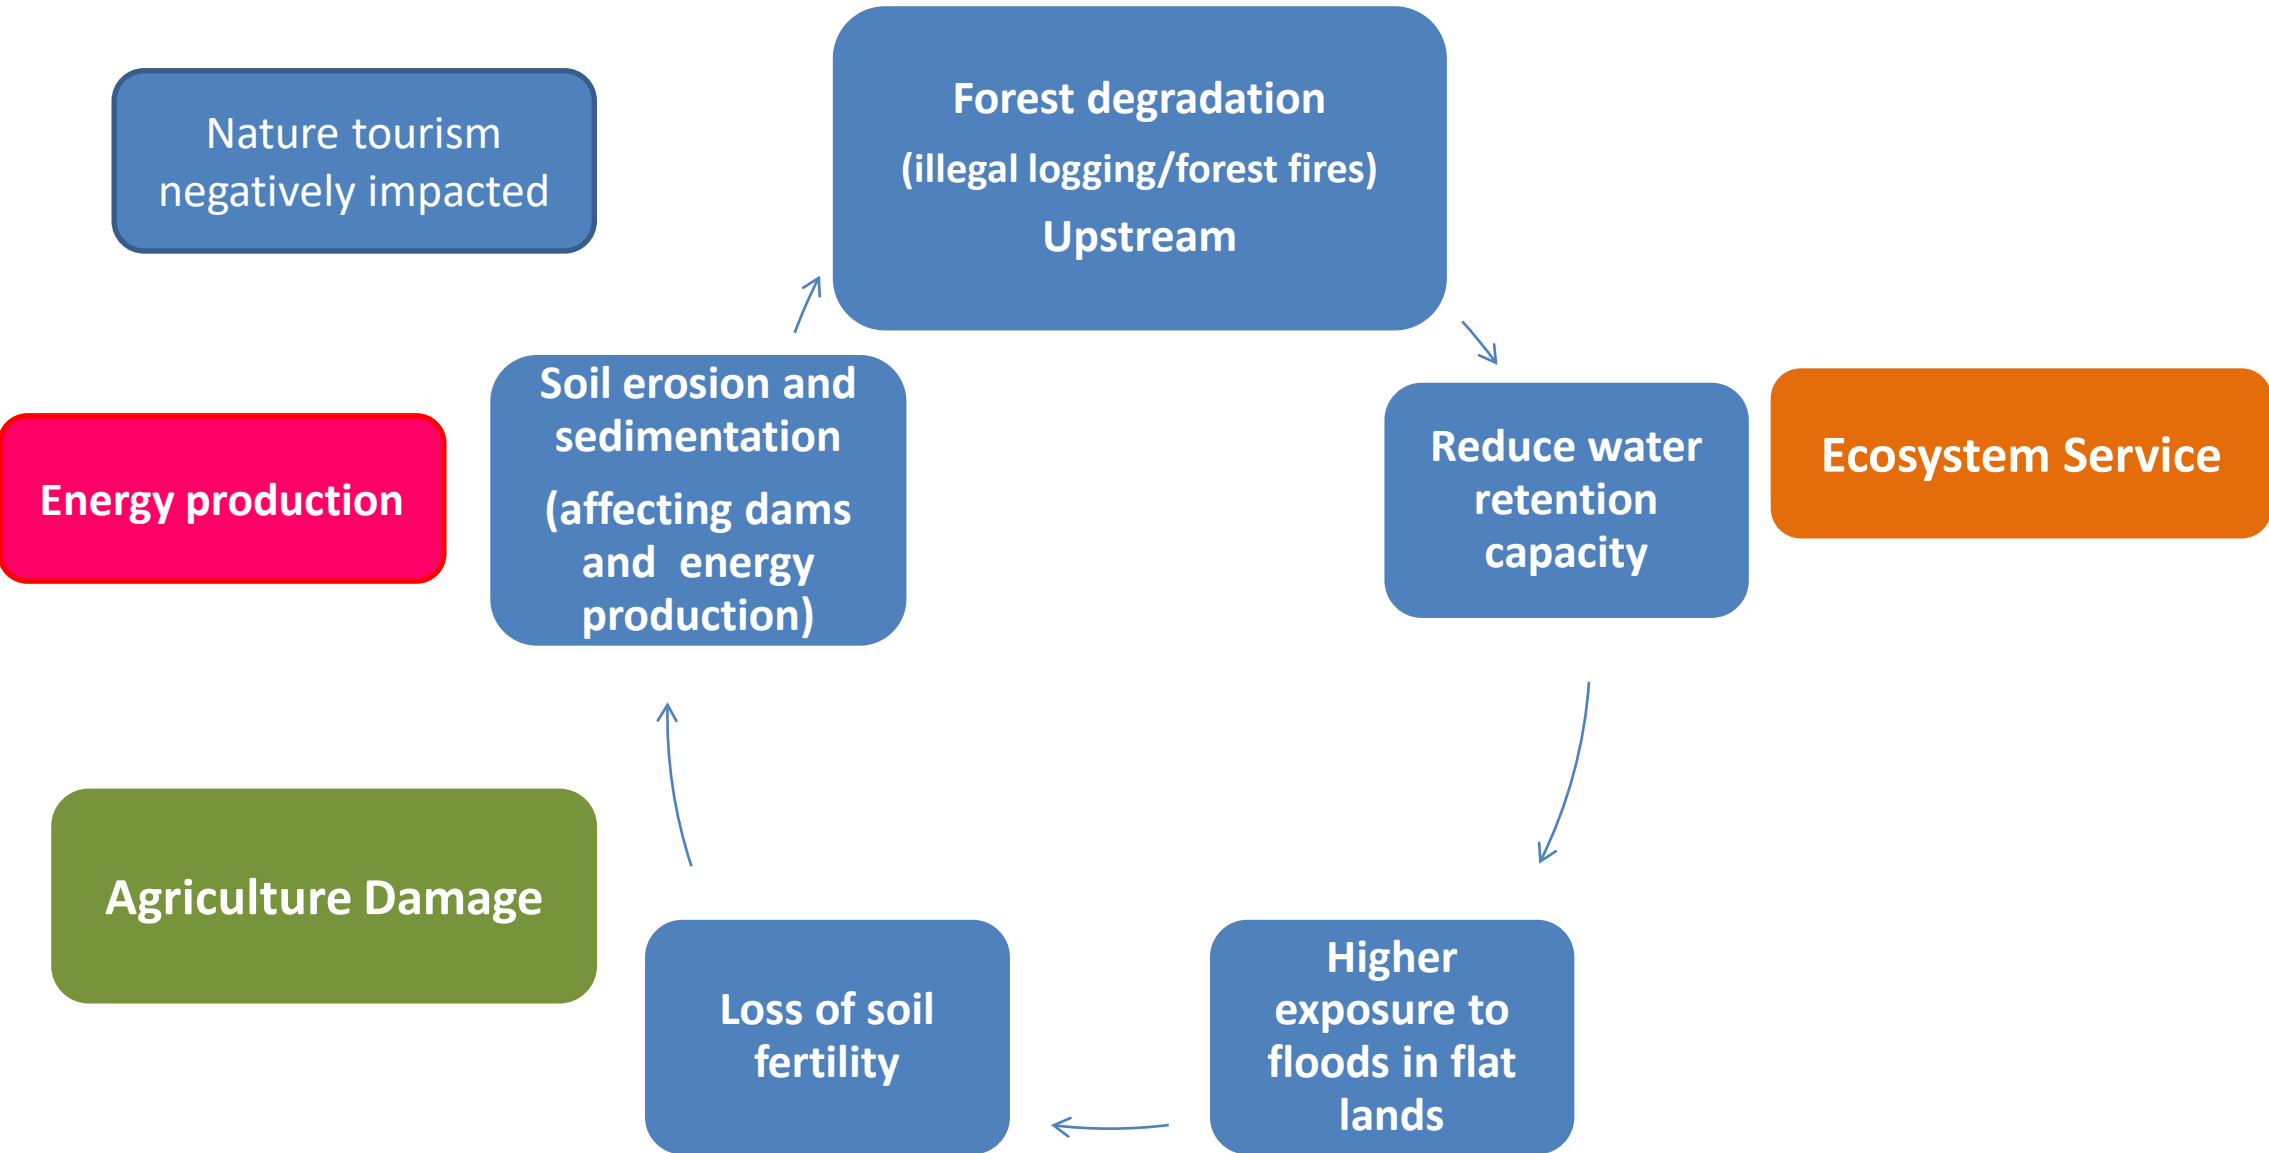 Nature tourism
negatively impacted
Forest degradation
(illegal logging/forest fires)
Upstream
Soil erosion and
sedimentation
(affecting dams
and energy
production)
Energy production
Reduce water
retention
capacity
Ecosystem Service
Agriculture Damage
Loss of soil
fertility
Higher
exposure to
floods in flat
lands